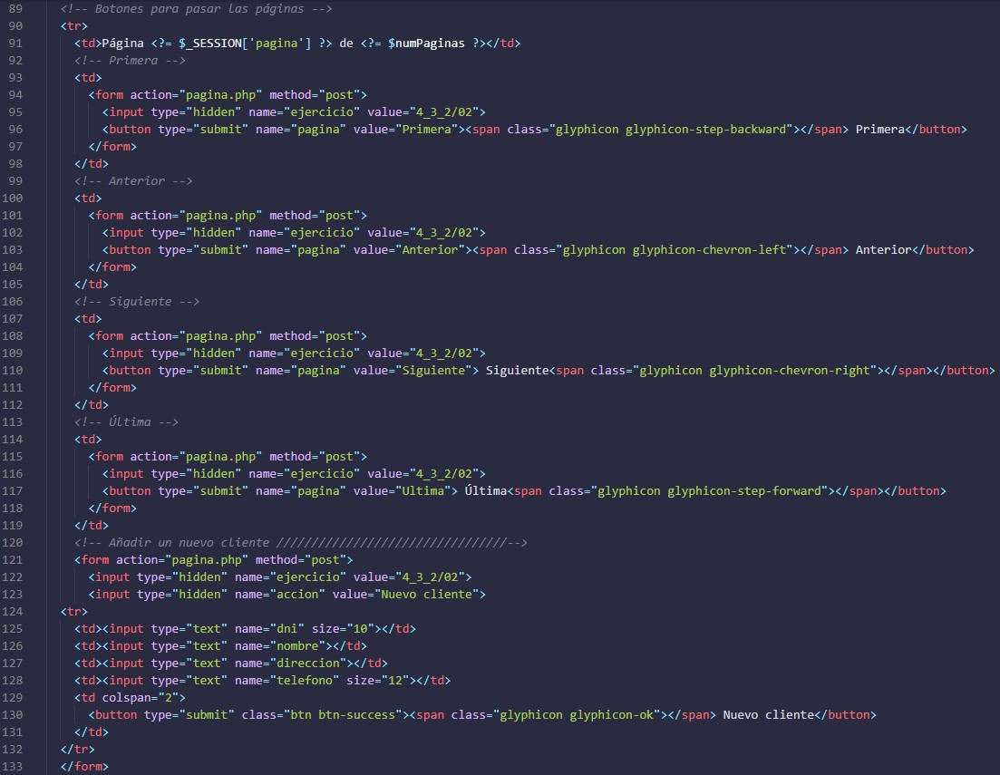 89 <!-- Botones para pasar las páginas -->
90 <tr>
91 <td>Página <?= $_SESSION['pagina'] ?> de <?= $numPaginas ?></td>
92 <!-- Primera -->
93 <td>
94 <form action="pagina.php" method="post">
95 <input type="hidden" name="ejercicio" value="4_3_2/02">
96 <button type="submit" name="pagina" value="Primera"><span class="glyphicon glyphicon-step-backward"></span> Primera</button>
97 </form>
98 </td>
99 <!-- Anterior -->
100 <td>
101 <form action="pagina.php" method="post">
102 <input type="hidden" name="ejercicio" value="4_3_2/02">
103 <button type="submit" name="pagina" value="Anterior"><span class="glyphicon glyphicon-chevron-left"></span> Anterior</button>
104 </form>
105 </td>
106 <!-- Siguiente -->
107 <td>
108 <form action="pagina.php" method="post">
109 <input type="hidden" name="ejercicio" value="4_3_2/02">
110 <button type="submit" name="pagina" value="Siguiente"> Siguiente<span class="glyphicon glyphicon-chevron-right"></span></button>
111 </form>
112 </td>
113 <!-- Última -->
114 <td>
115 <form action="pagina.php" method="post">
116 <input type="hidden" name="ejercicio" value="4_3_2/02">
117 <button type="submit" name="pagina" value="Ultima"> Última<span class="glyphicon glyphicon-step-forward"></span></button>
118 </form>
119 </td>
120 <!-- Añadir un nuevo cliente /////////////////////////////////-->
121 <form action="pagina.php" method="post">
122 <input type="hidden" name="ejercicio" value="4_3_2/02">
123 <input type="hidden" name="accion" value="Nuevo cliente">
124 <tr>
125 <td><input type="text" name="dni" size="10"></td>
126 <td><input type="text" name="nombre"></td>
127 <td><input type="text" name="direccion"></td>
128 <td><input type="text" name="telefono" size="12"></td>
129 <td colspan="2">
130 <button type="submit" class="btn btn-success"><span class="glyphicon glyphicon-ok"></span> Nuevo cliente</button>
131 </td>
132 </tr>
133 </form>